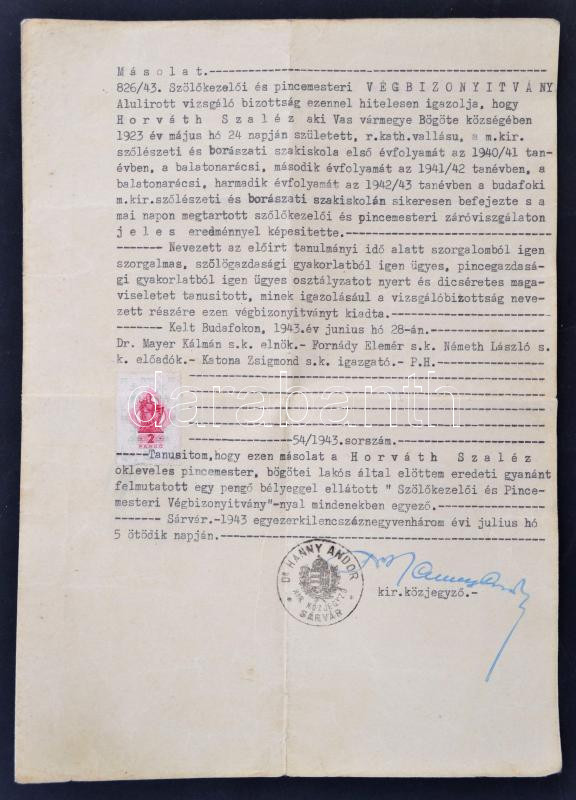 Másolat.
826/43. Szőlőkezelői és pincemesteri VÉGBIZONYITVÁNY
Alulirott vizsgáló bizottság ezennel hitelesen igazolja, hogy
Horváth Szaléz aki Vas vármegye Bögöte községében
1923 év május hó 24 napján született, r.kath.vallásu, a m.kir.
szőlészeti és borászati szakiskola első évfolyamát az 1940/41 tan-
évben, a balatonarácsi, második évfolyamát az 1941/42 tanévben, a
balatonarácsi, harmadik évfolyamát az 1942/43 tanévben a budafoki
m.kir.szőlészeti és borászati szakiskolán sikeresen befejezte s a
mai napon megtartott szőlőkezelői és pincemesteri záróvizsgálaton
jeles eredménnyel képesitette.
Nevezett az előirt tanulmányi idő alatt szorgalomból igen
szorgalmas, szőlőgazdasági gyakorlatból igen ügyes, pincegazdasá-
gi gyakorlatból igen ügyes osztályzatot nyert és dicséretes maga-
viseletet tanusitott, minek igazolásául a vizsgálóbizottság neve-
zett részére ezen végbizonyitványt kiadta.
Kelt Budafokon, 1943.év junius hó 28-án.
Dr. Mayer Kálmán s.k. elnök.- Fornády Elemér s.k. Németh László s.
k. előadók.- Katona Zsigmond s.k. igazgató.- P.H.
darabanth
2
PENGŐ
54/1943.sorszám.
Tanusitom, hogy ezen másolat a Horváth Szaléz
okleveles pincemester, bögötei lakós által előttem eredeti gyanánt
felmutatott egy pengő bélyeggel ellátott " Szőlőkezelői és Pince-
mesteri Végbizonyitvány"-nyal mindenekben egyező.
Sárvár.-1943 egyezerkilencszáznegyvenhárom évi julius hó
5 ötödik napján.
Dr. HANNY ANDOR
KIR. KÖZJEGYZŐ
SÁRVÁR
kir.közjegyző.-